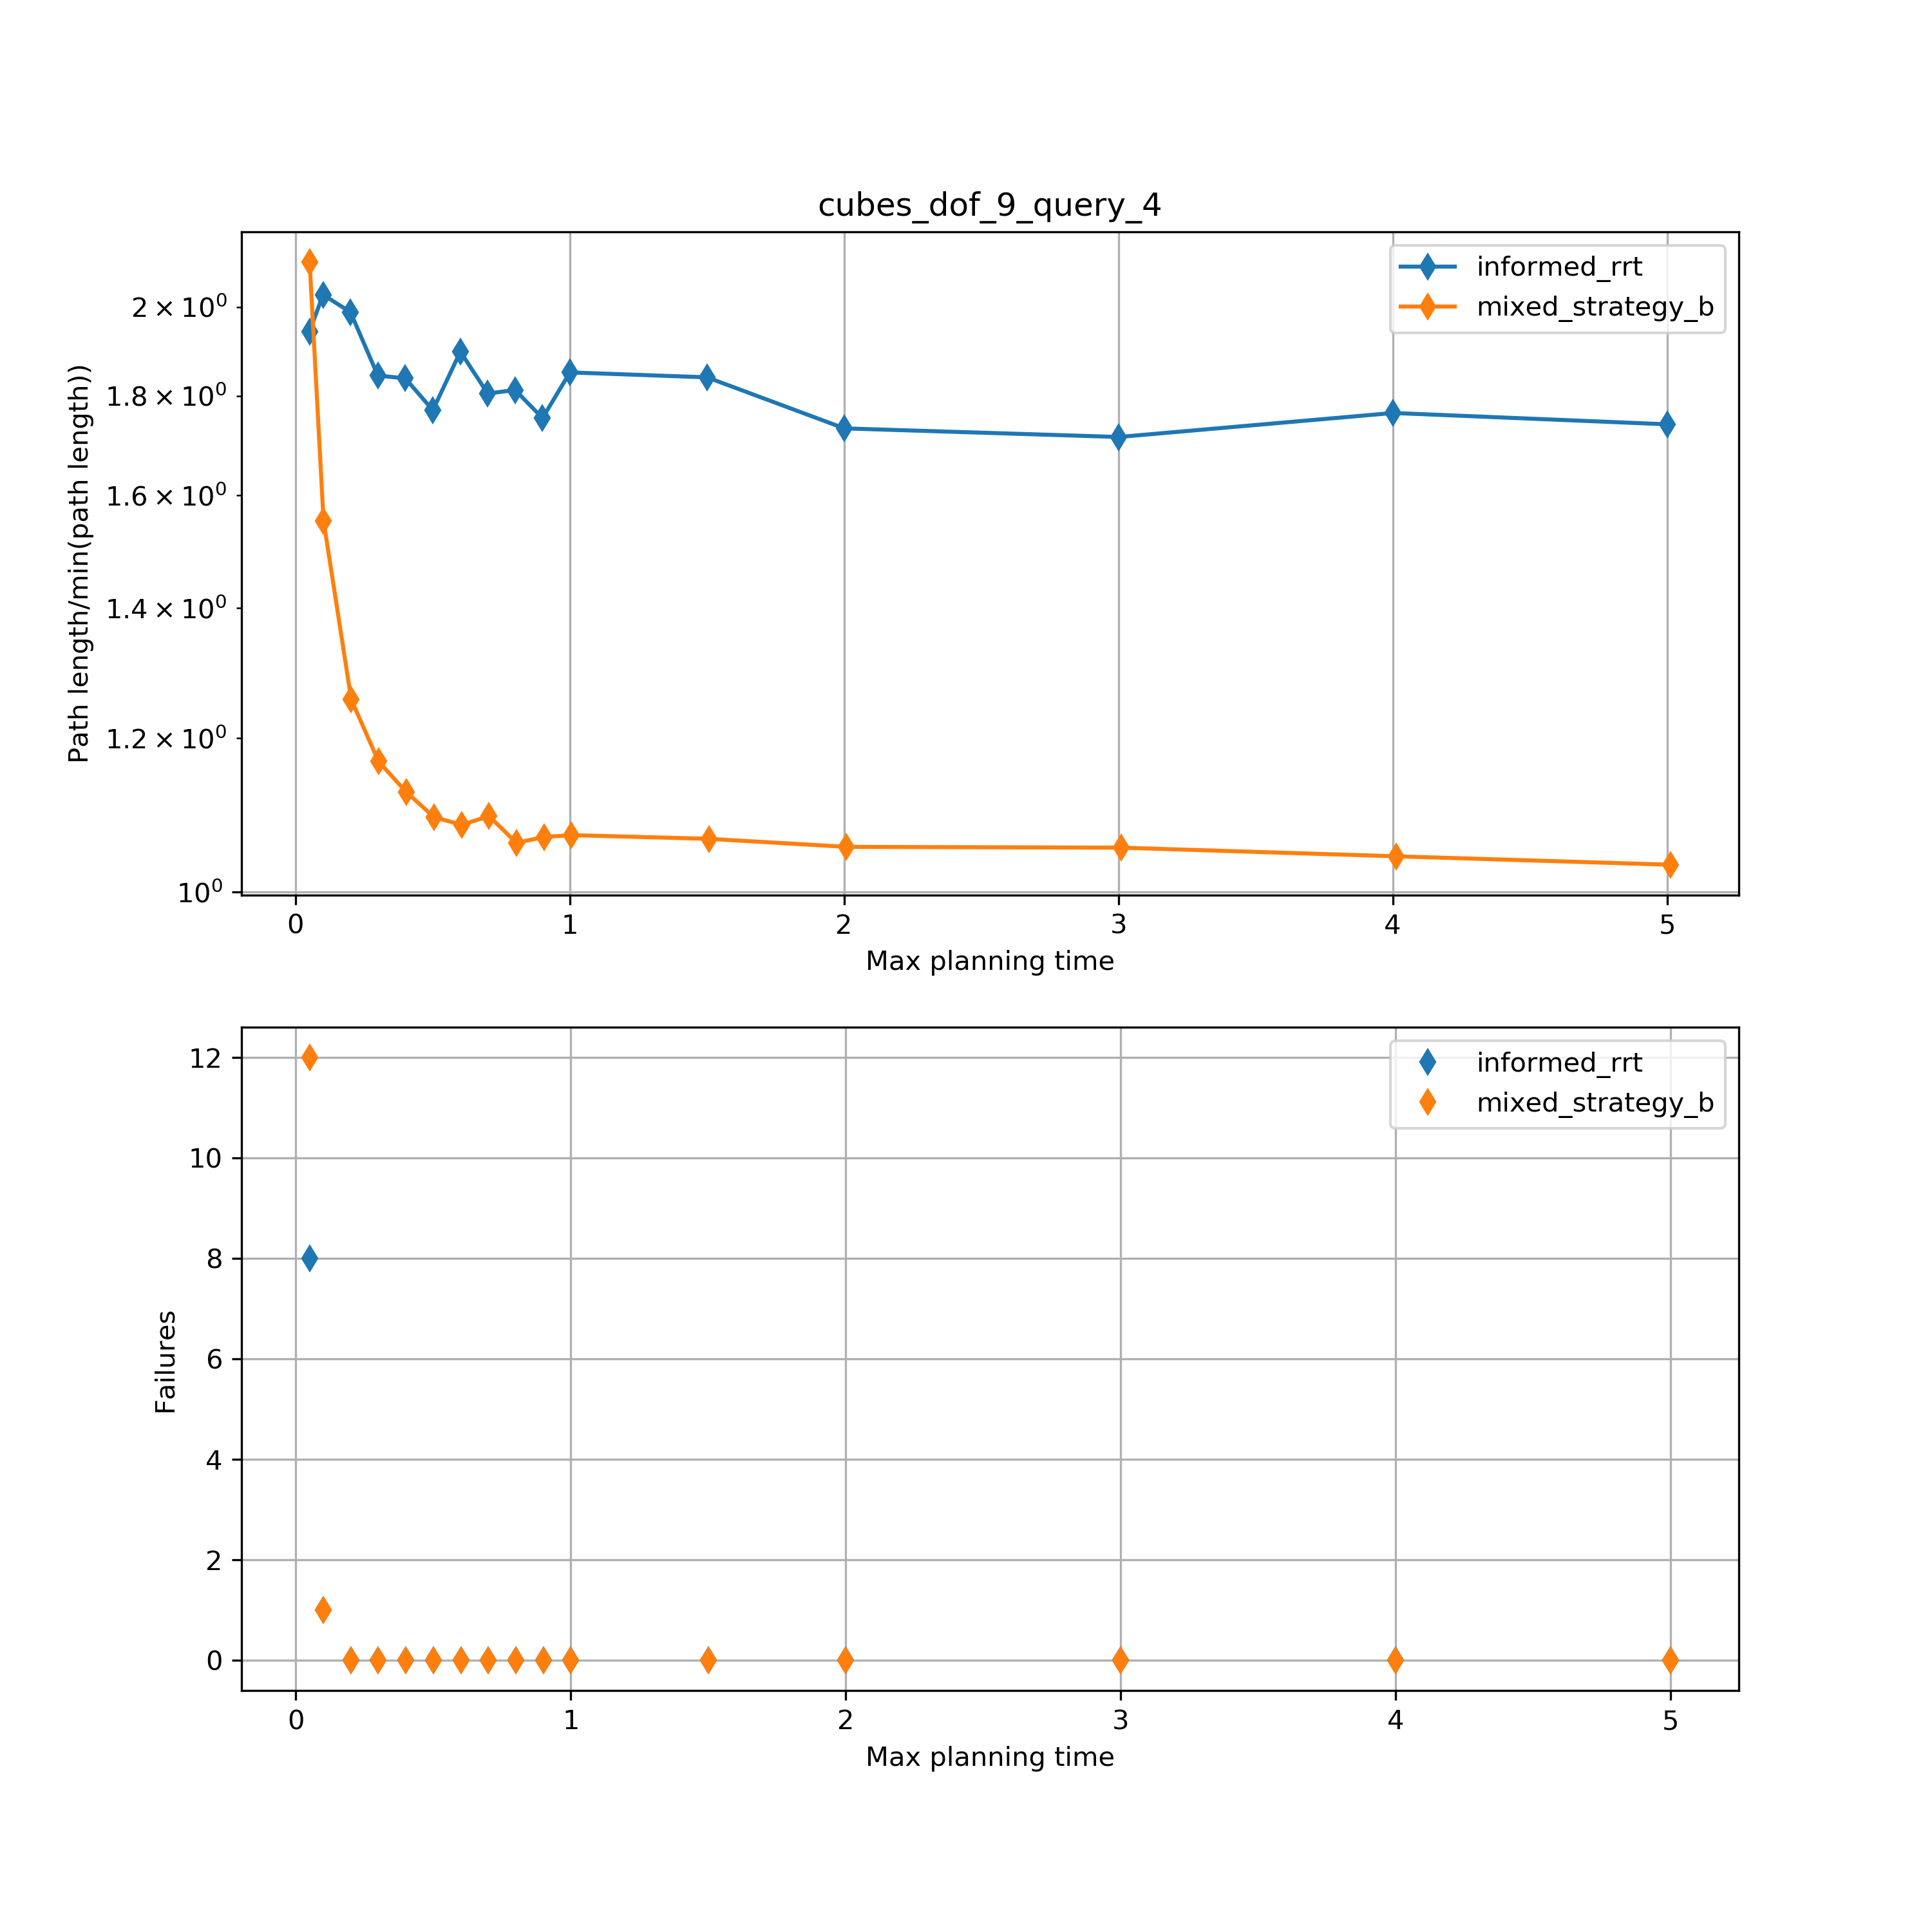 cubes_dof_9_query_4
2 × 10⁰
1.8 × 10⁰
1.6 × 10⁰
1.4 × 10⁰
1.2 × 10⁰
10⁰
Path length/min(path length))
informed_rrt
mixed_strategy_b
0 1 2 3 4 5
Max planning time
12
10
8
6
4
2
0
Failures
informed_rrt
mixed_strategy_b
0 1 2 3 4 5
Max planning time